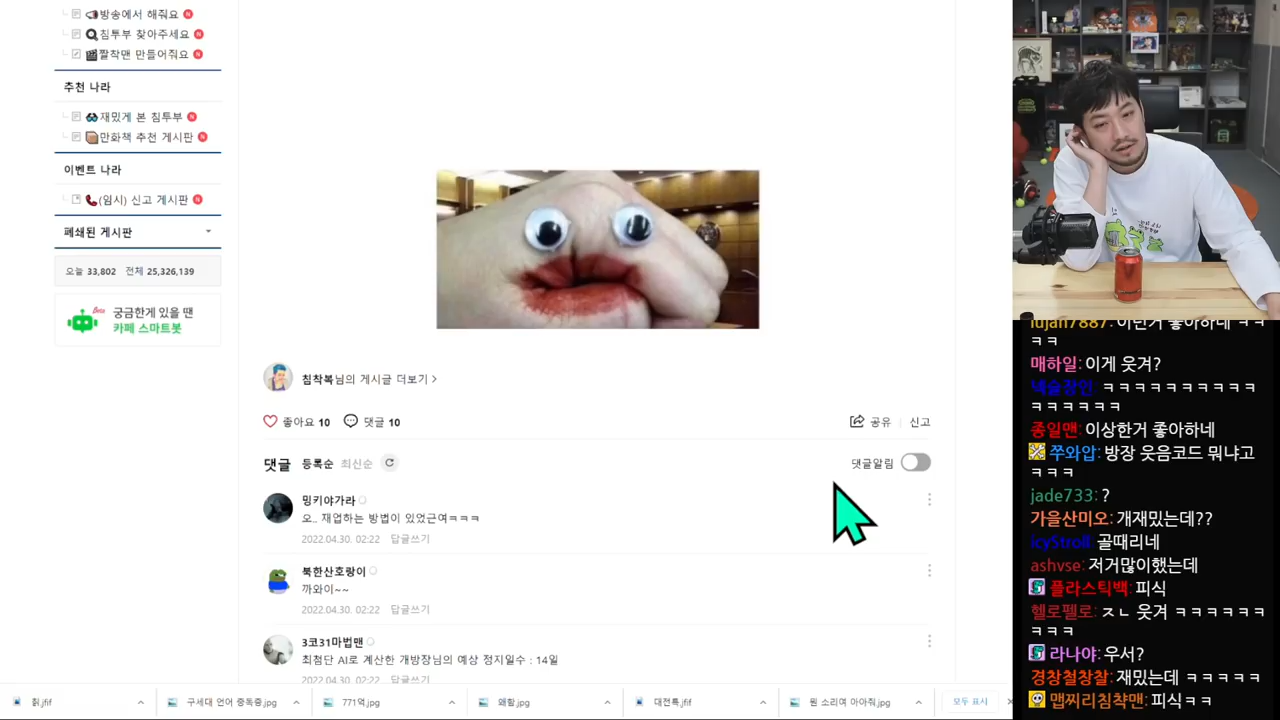 방송에서 해줘요 N
침투부 찾아주세요 N
짤착맨 만들어줘요 N
추천 나라
재밌게 본 침투부 N
만화책 추천 게시판 N
이벤트 나라
(임시) 신고 게시판 N
폐쇄된 게시판
오늘 33,802 전체 25,326,139
Beta
궁금한게 있을 땐
카페 스마트봇
침착복님의 게시글 더보기 >
좋아요 10 댓글 10
공유 신고
댓글 등록순 최신순
댓글알림
밍키야가라
오.. 재업하는 방법이 있었근여ㅋㅋㅋ
2022.04.30. 02:22 답글쓰기
북한산호랑이
까와이~~
2022.04.30. 02:22 답글쓰기
3코31마법맨
최첨단 AI로 계산한 개방장님의 예상 정지일수 : 14일
2022.04.30. 02:22 답글쓰기
칡.jfif
구세대 언어 중독증.jpg
771억.jpg
왜함.jpg
대전특.jfif
뭔 소리여 아아줘.jpg
모두 표시
lujan7887: 이런거 좋아하네 ㅋㅋ
ㅋㅋ
매하일: 이게 웃겨?
넥슬장인: ㅋㅋㅋㅋㅋㅋㅋㅋㅋㅋ
ㅋㅋㅋㅋㅋㅋ
종일맨: 이상한거 좋아하네
쭈와압: 방장 웃음코드 뭐냐고
ㅋㅋㅋ
jade733: ?
가을산미오: 개재밌는데??
icyStroll: 골때리네
ashvse: 저거많이했는데
플라스틱백: 피식
헬로펠로: ㅈㄴ 웃겨 ㅋㅋㅋㅋㅋㅋ
ㅋㅋㅋㅋ
라나야: 우서?
경창철창찰: 재밌는데 ㅋㅋㅋㅋㅋ
맵찌리침착맨: 피식ㅋㅋ